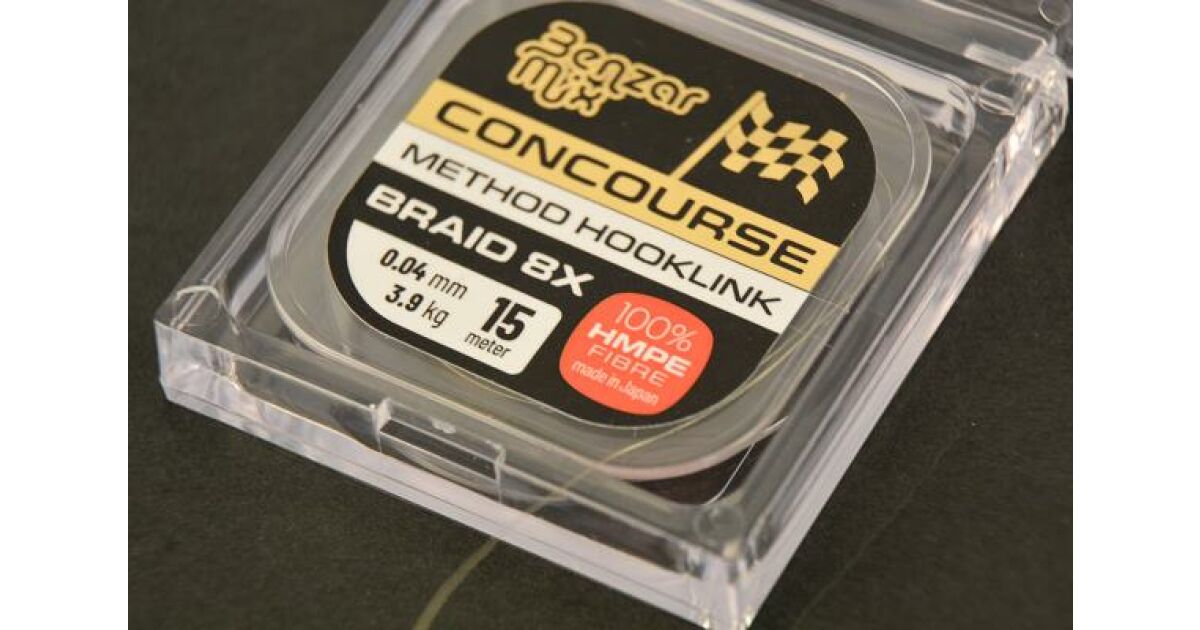 Benzar
Mix
CONCOURSE
METHOD HOOKLINK
BRAID 8X
0.04 mm
3.9 kg
15
meter
100%
HMPE
FIBRE
made in Japan